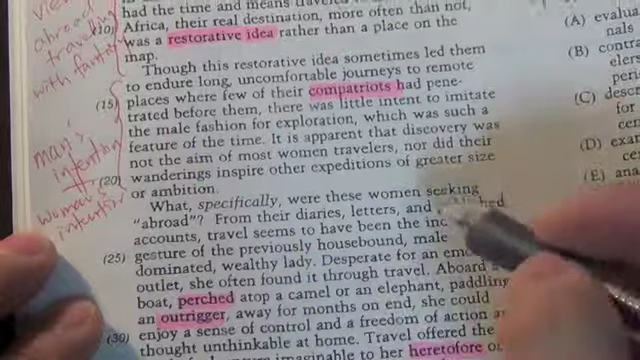 had the time and means
(10) Africa, their real destination, more often than not,
was a restorative idea rather than a place on the
map.
Though this restorative idea sometimes led them
to endure long, uncomfortable journeys to remote
(15) places where few of their compatriots had pene-
trated before them, there was little intent to imitate
the male fashion for exploration, which was such a
feature of the time. It is apparent that discovery was
not the aim of most women travelers, nor did their
(20) wanderings inspire other expeditions of greater size
or ambition.
What, specifically, were these women seeking
"abroad"? From their diaries, letters, and
accounts, travel seems to have been the
(25) gesture of the previously housebound, male
dominated, wealthy lady. Desperate for an
outlet, she often found it through travel. Aboard
boat, perched atop a camel or an elephant, paddling
an outrigger, away for months on end, she could
(30) enjoy a sense of control and a freedom of action
thought unthinkable at home. Travel offered the
to her heretofore
abroad
travelling
with
man's
intention
woman's
intention
(A)
(B)
(C)
(D)
(E)